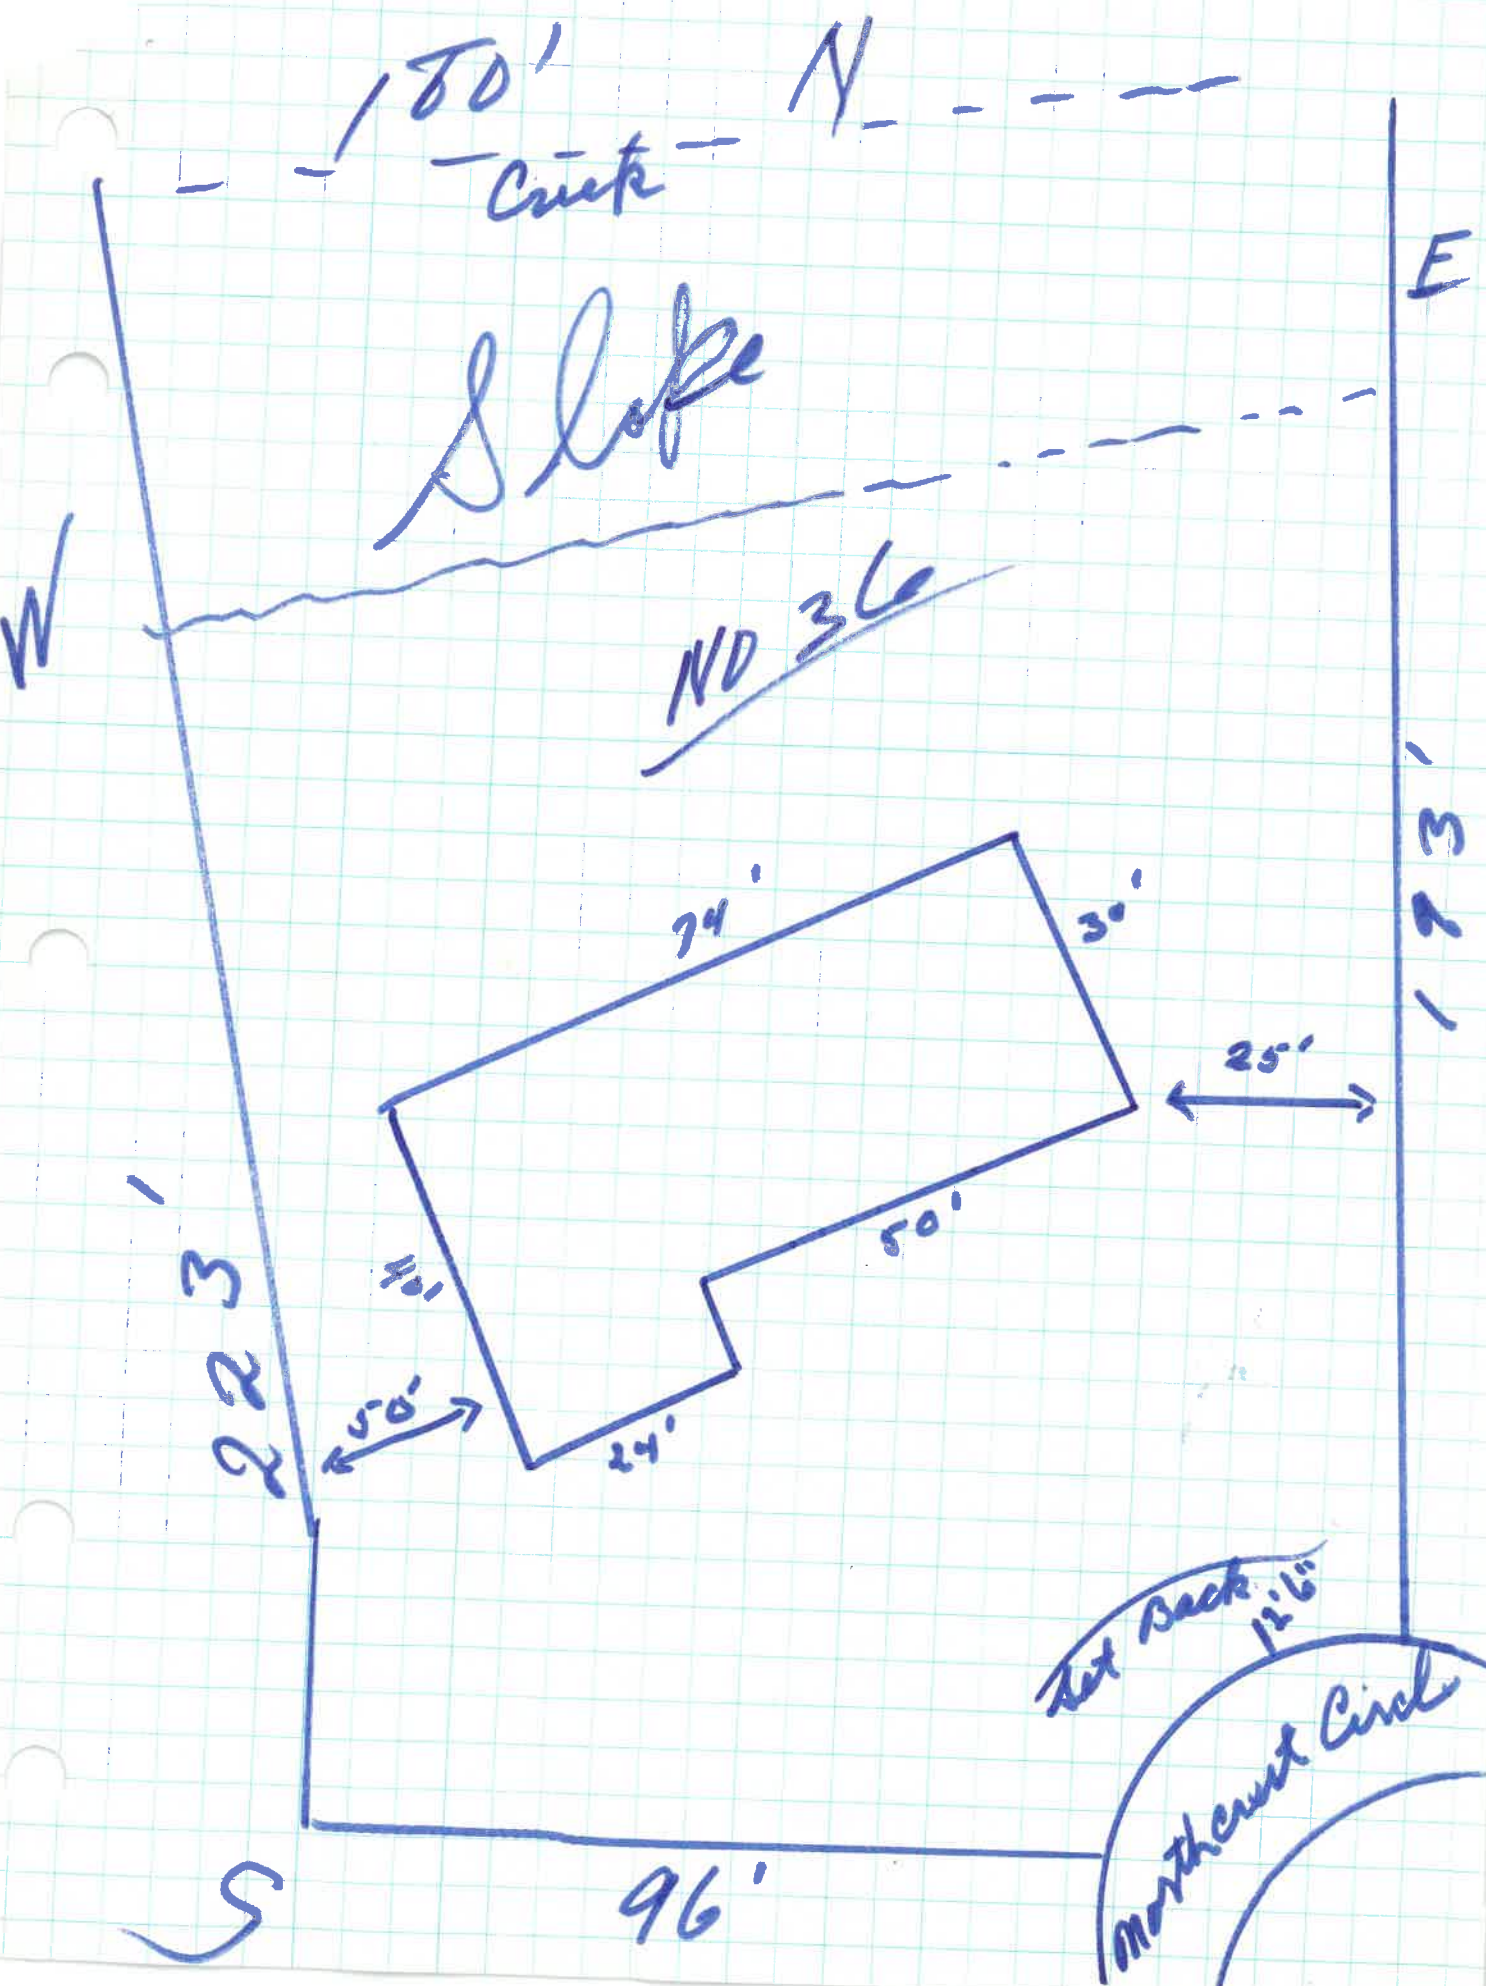 180'
N
Creek
E
Slope
W
NO 36
193'
74'
30'
25'
50'
40'
223'
50'
24'
Set Back
12'6"
Northcrest Circl
S
96'